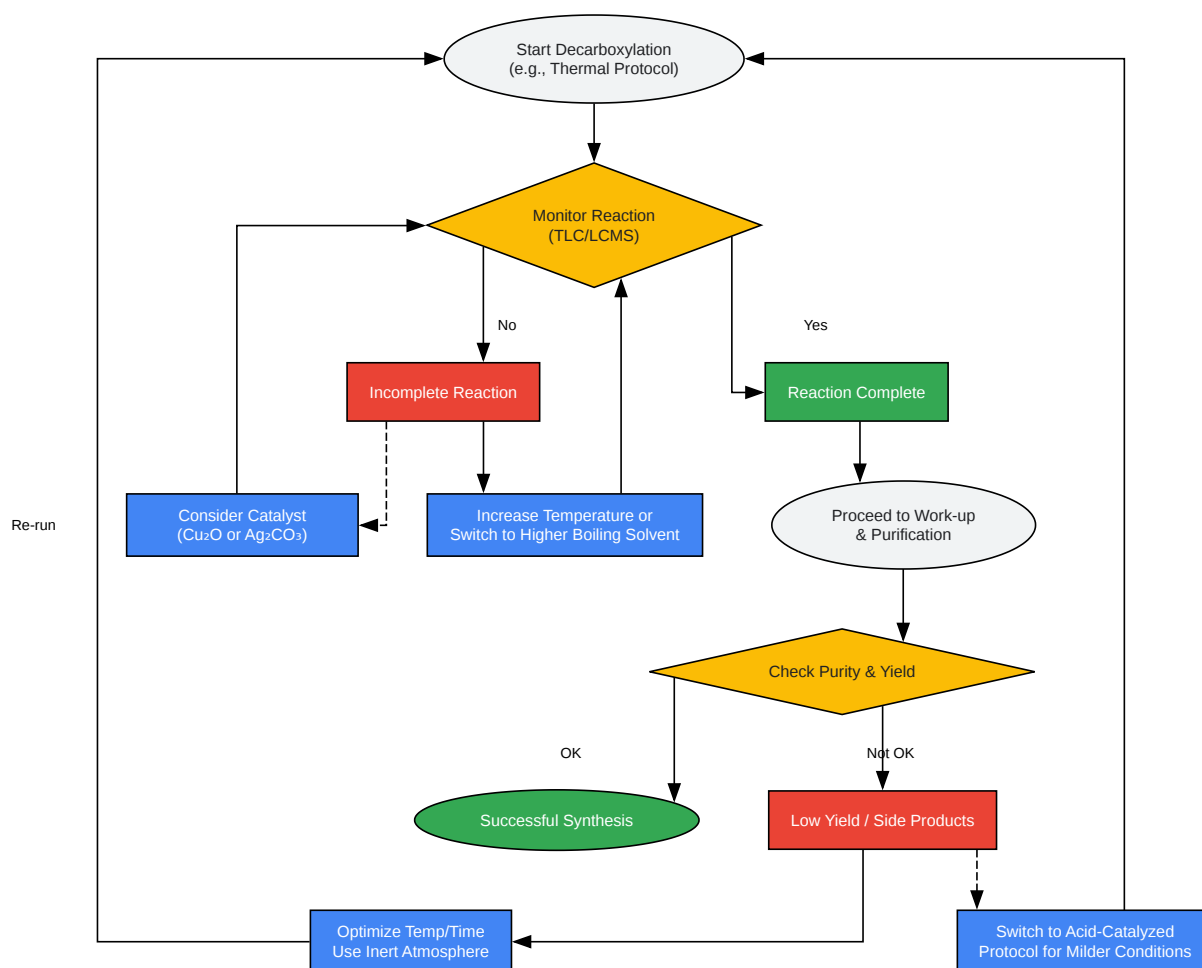 Start Decarboxylation
(e.g., Thermal Protocol)
Monitor Reaction
(TLC/LCMS)
No
Yes
Incomplete Reaction
Reaction Complete
Re-run
Consider Catalyst
(Cu₂O or Ag₂CO₃)
Increase Temperature or
Switch to Higher Boiling Solvent
Proceed to Work-up
& Purification
Check Purity & Yield
OK
Not OK
Successful Synthesis
Low Yield / Side Products
Optimize Temp/Time
Use Inert Atmosphere
Switch to Acid-Catalyzed
Protocol for Milder Conditions